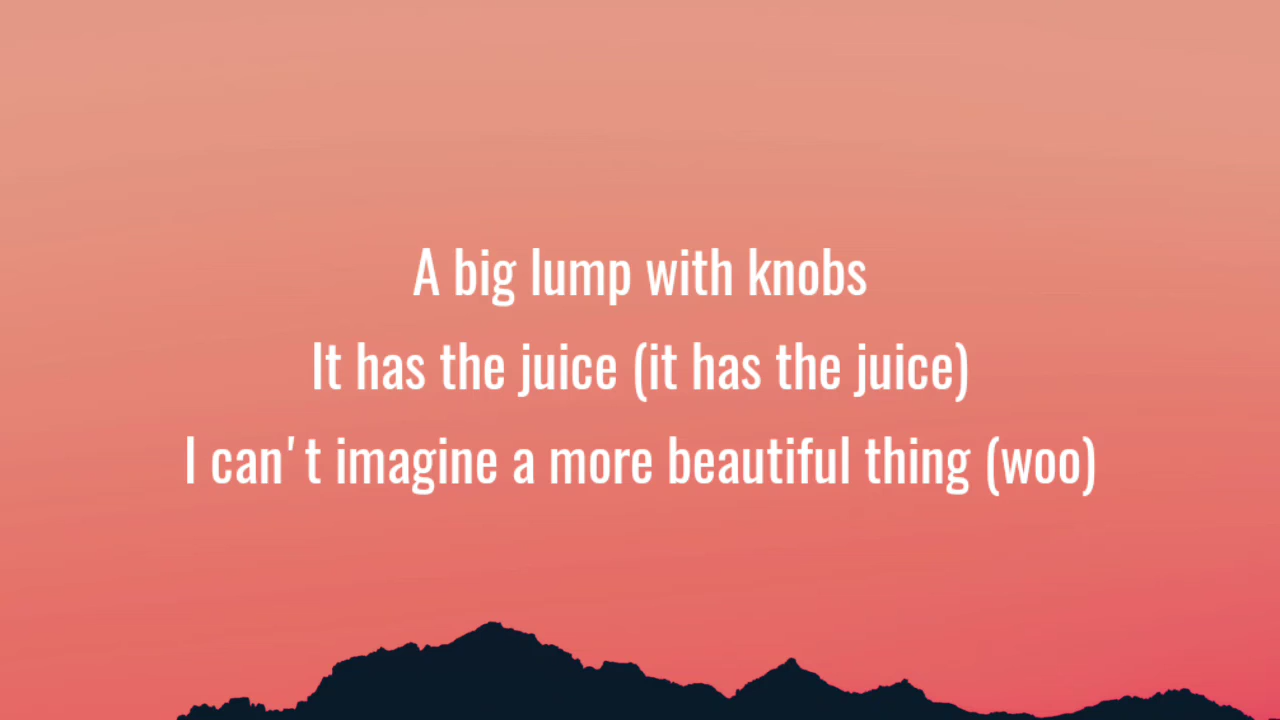 A big lump with knobs
It has the juice (it has the juice)
I can't imagine a more beautiful thing (woo)